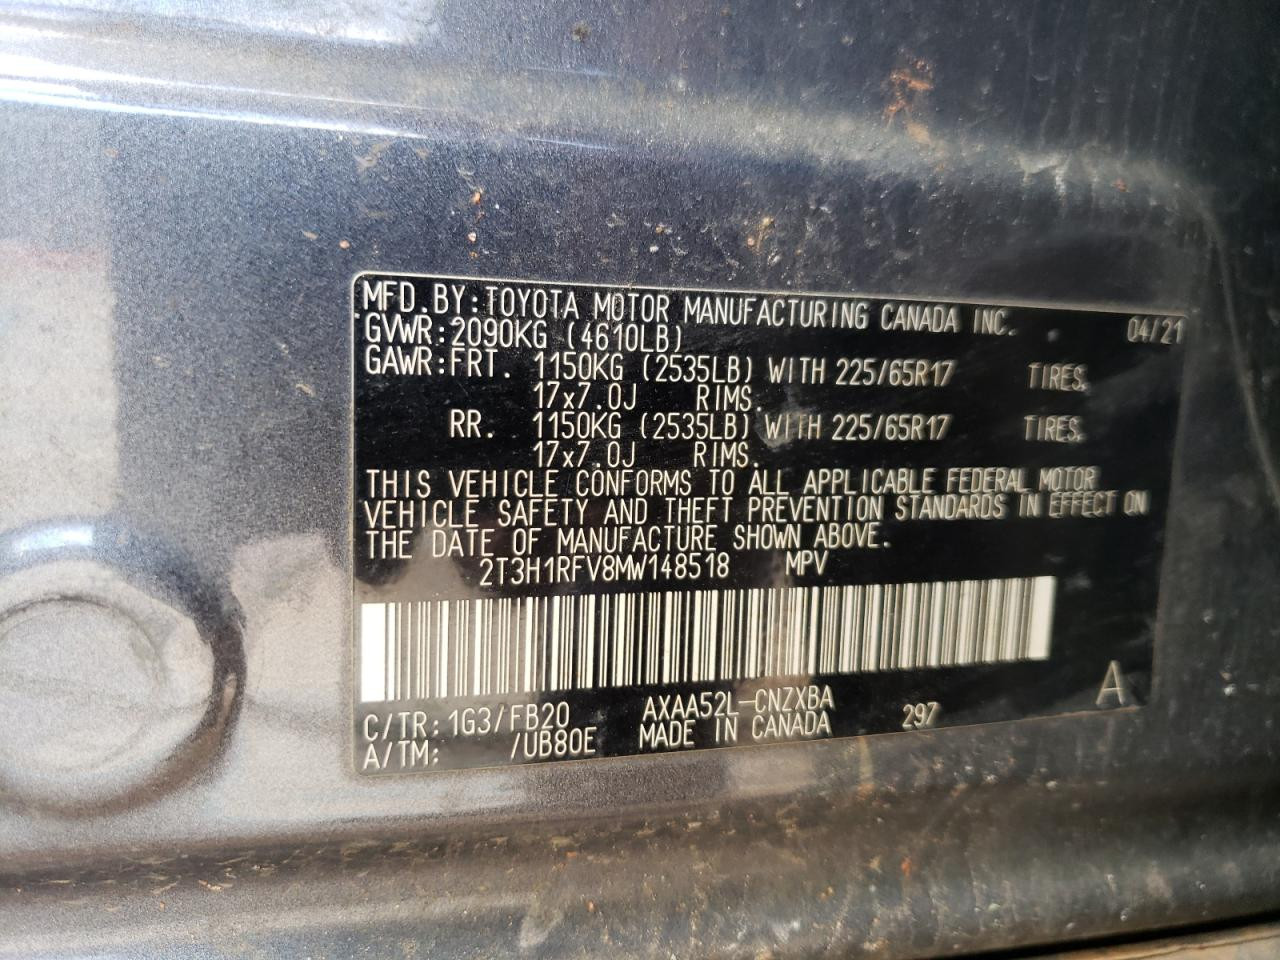 MFD.BY:TOYOTA MOTOR MANUFACTURING CANADA INC. 04/21
GVWR:2090KG (4610LB)
GAWR:FRT. 1150KG (2535LB) WITH 225/65R17 TIRES.
17x7.0J RIMS.
RR. 1150KG (2535LB) WITH 225/65R17 TIRES.
17x7.0J RIMS.
THIS VEHICLE CONFORMS TO ALL APPLICABLE FEDERAL MOTOR
VEHICLE SAFETY AND THEFT PREVENTION STANDARDS IN EFFECT ON
THE DATE OF MANUFACTURE SHOWN ABOVE.
2T3H1RFV8MW148518 MPV
A
C/TR:1G3/FB20 AXAA52L-CNZXBA 297
A/TM: /UB80E MADE IN CANADA